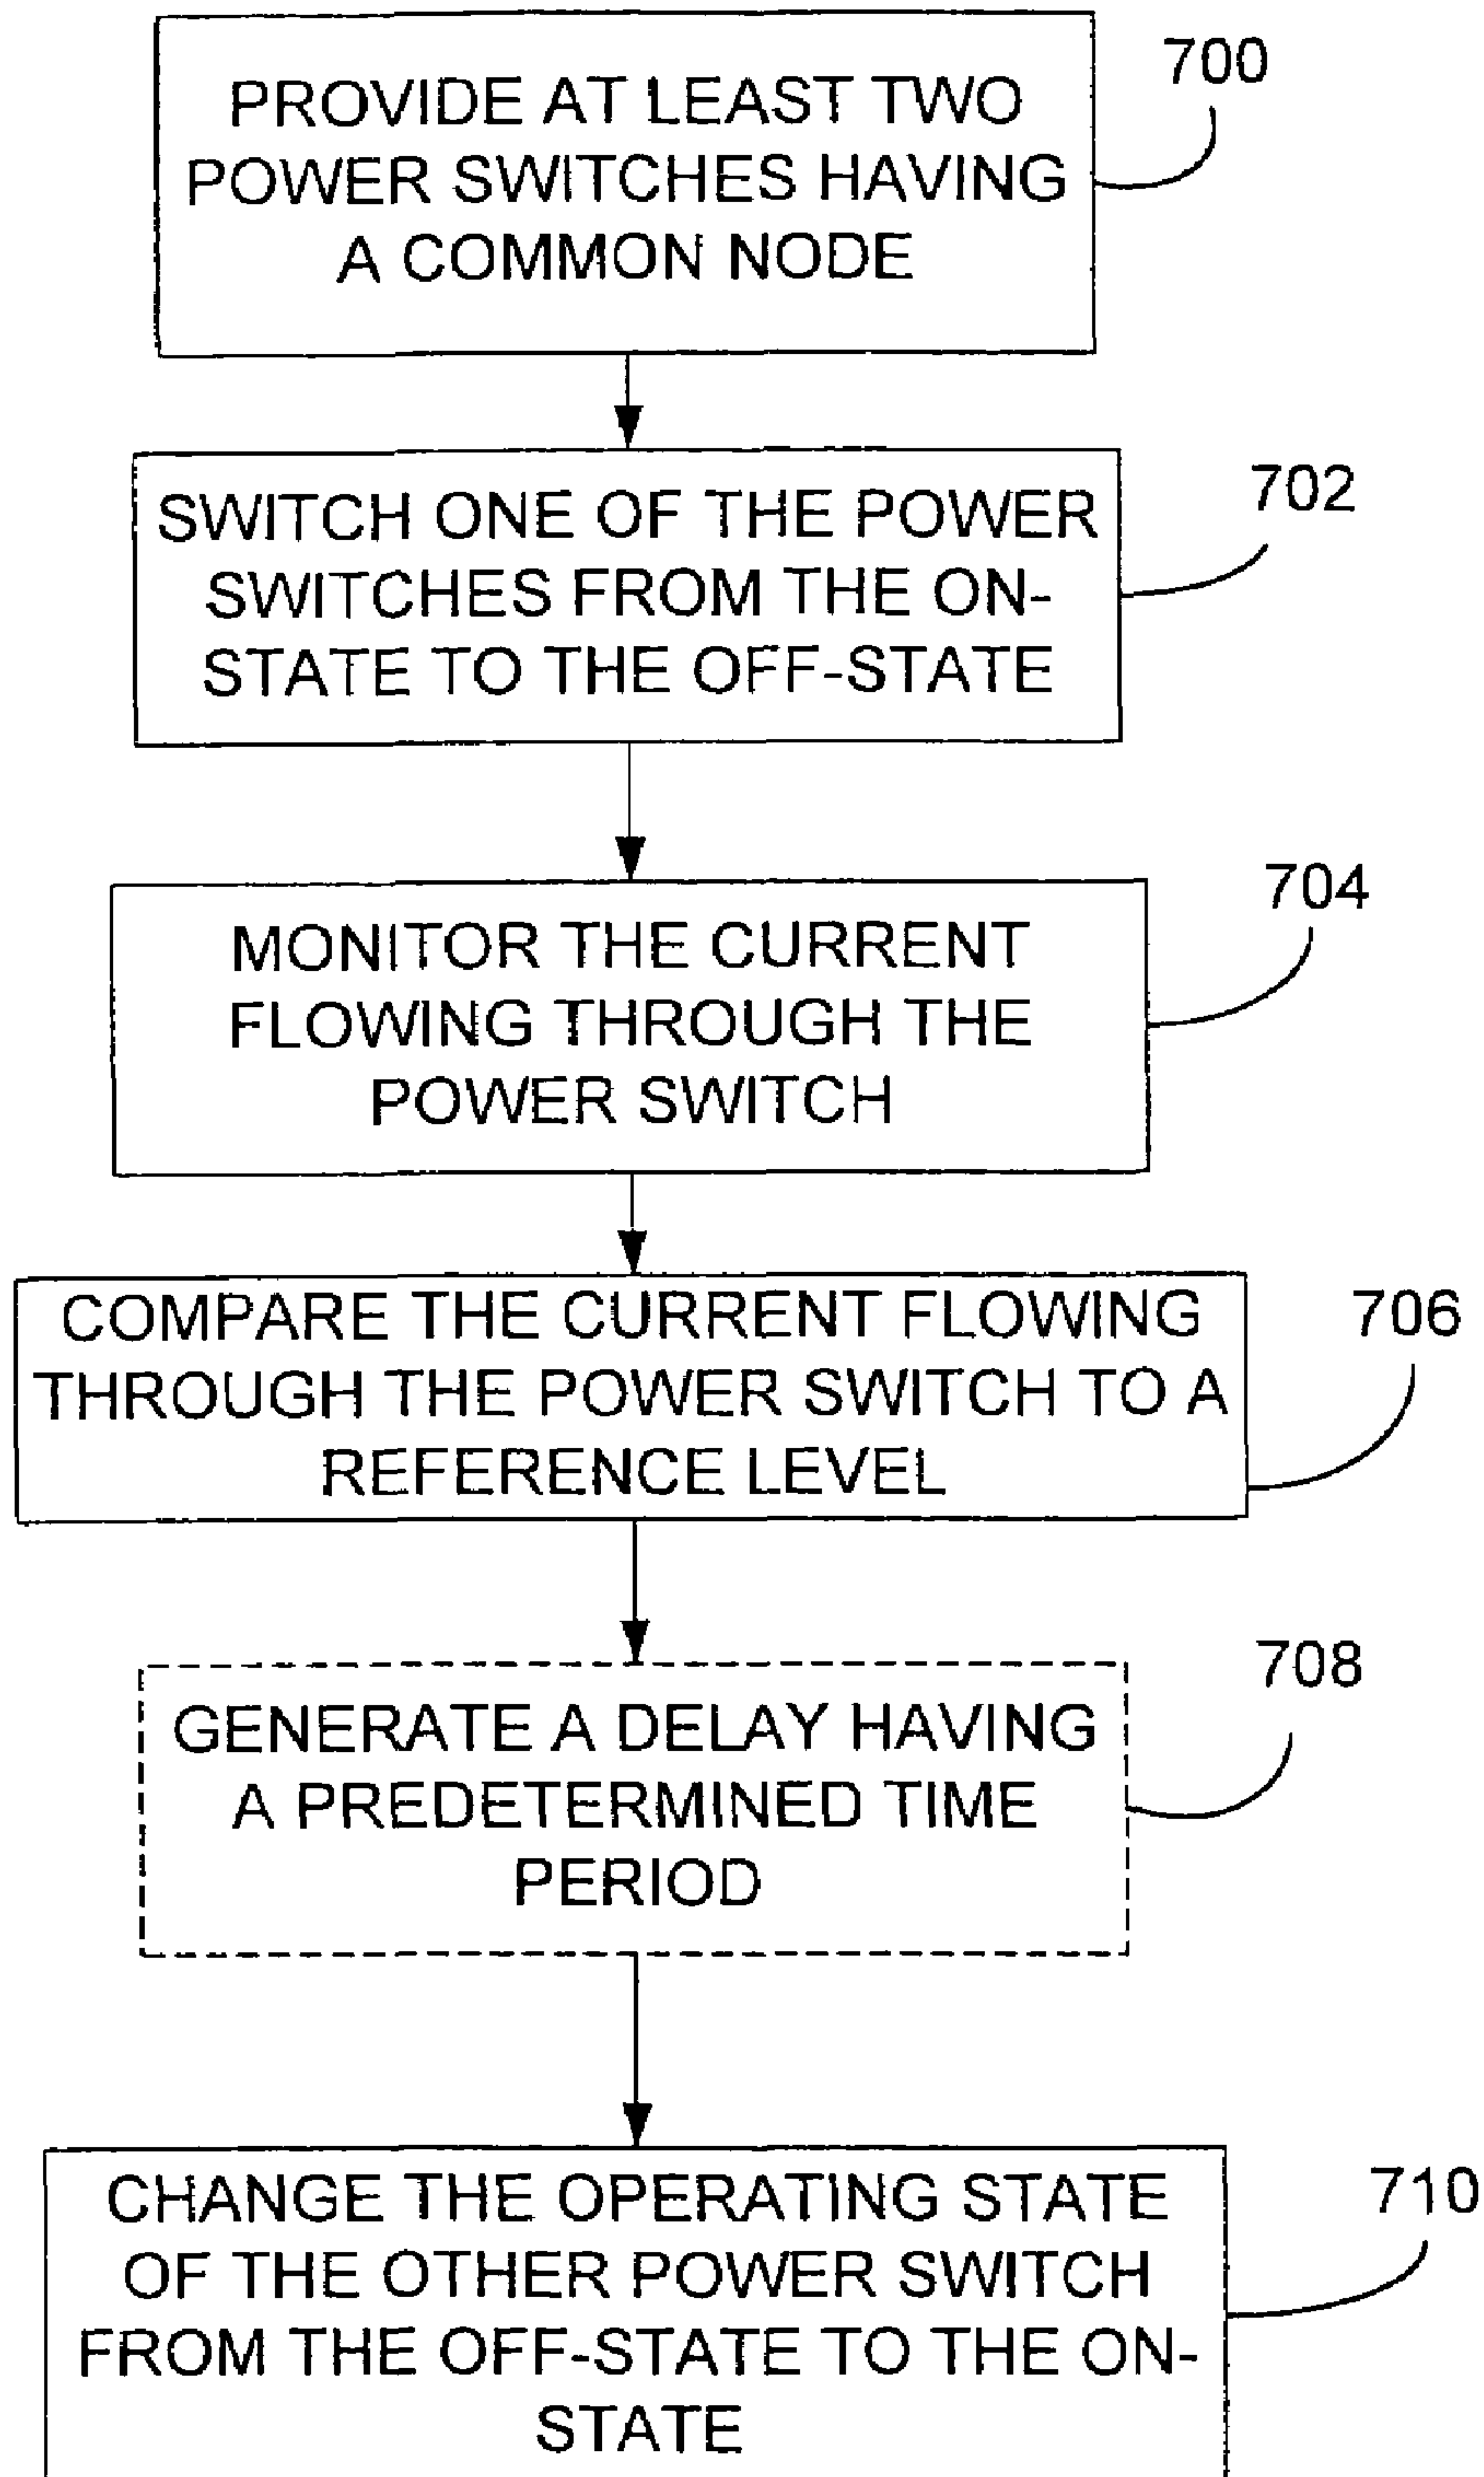 PROVIDE AT LEAST TWO
POWER SWITCHES HAVING
A COMMON NODE
700
SWITCH ONE OF THE POWER
SWITCHES FROM THE ON-
STATE TO THE OFF-STATE
702
MONITOR THE CURRENT
FLOWING THROUGH THE
POWER SWITCH
704
COMPARE THE CURRENT FLOWING
THROUGH THE POWER SWITCH TO A
REFERENCE LEVEL
706
GENERATE A DELAY HAVING
A PREDETERMINED TIME
PERIOD
708
CHANGE THE OPERATING STATE
OF THE OTHER POWER SWITCH
FROM THE OFF-STATE TO THE ON-
STATE
710